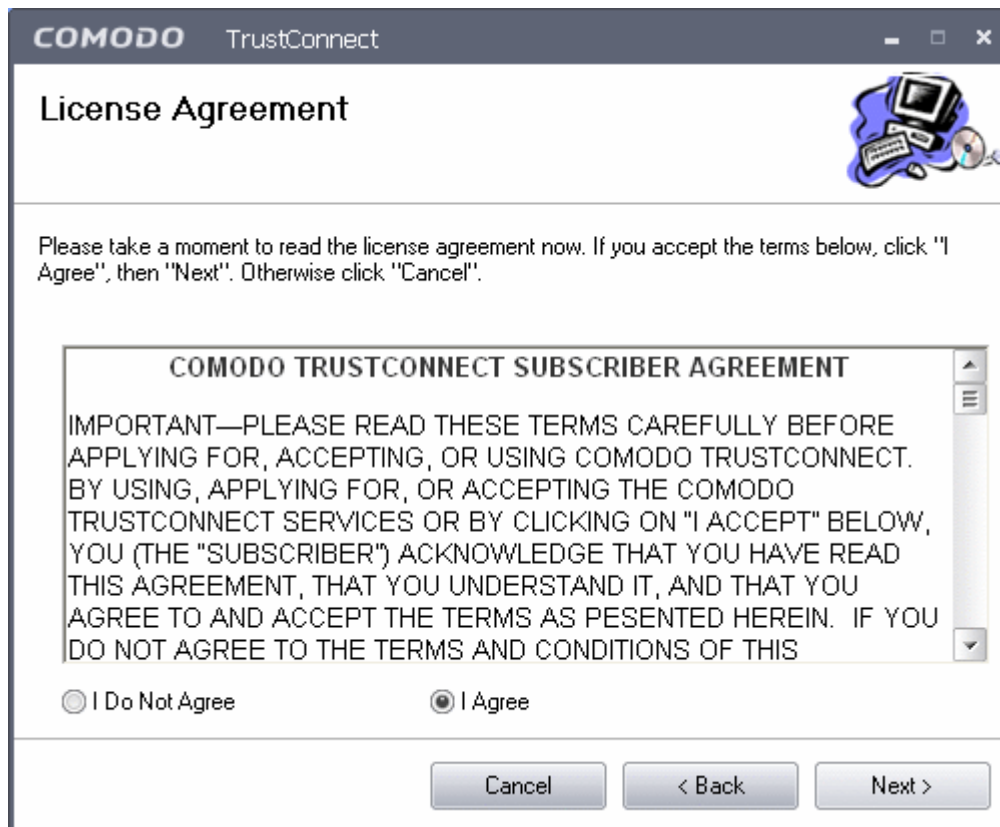 COMODO TrustConnect
License Agreement
Please take a moment to read the license agreement now. If you accept the terms below, click "I
Agree", then "Next". Otherwise click "Cancel".
COMODO TRUSTCONNECT SUBSCRIBER AGREEMENT
IMPORTANT—PLEASE READ THESE TERMS CAREFULLY BEFORE
APPLYING FOR, ACCEPTING, OR USING COMODO TRUSTCONNECT.
BY USING, APPLYING FOR, OR ACCEPTING THE COMODO
TRUSTCONNECT SERVICES OR BY CLICKING ON "I ACCEPT" BELOW,
YOU (THE "SUBSCRIBER") ACKNOWLEDGE THAT YOU HAVE READ
THIS AGREEMENT, THAT YOU UNDERSTAND IT, AND THAT YOU
AGREE TO AND ACCEPT THE TERMS AS PESENTED HEREIN. IF YOU
DO NOT AGREE TO THE TERMS AND CONDITIONS OF THIS
I Do Not Agree I Agree
Cancel < Back Next >